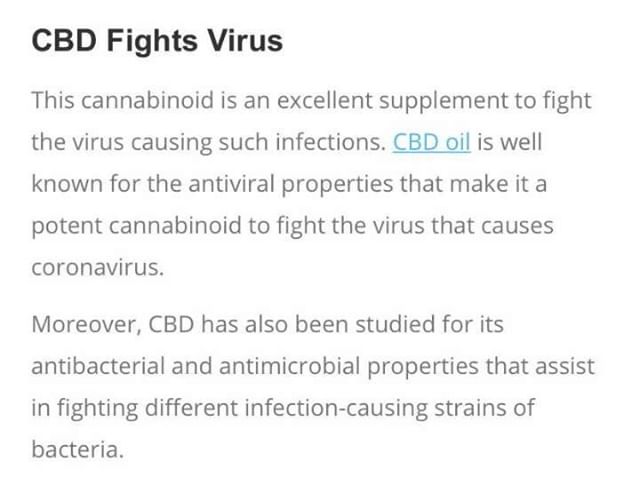 CBD Fights Virus
This cannabinoid is an excellent supplement to fight
the virus causing such infections. CBD oil is well
known for the antiviral properties that make it a
potent cannabinoid to fight the virus that causes
coronavirus.
Moreover, CBD has also been studied for its
antibacterial and antimicrobial properties that assist
in fighting different infection-causing strains of
bacteria.